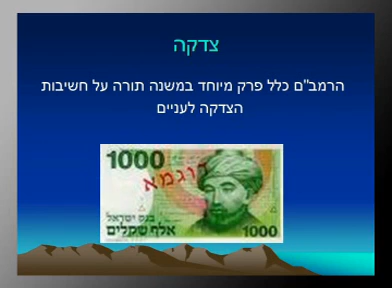 צדקה
הרמב"ם כלל פרק מיוחד במשנה תורה על חשיבות
הצדקה לעניים
1000
דוגמא
בנק ישראל
אלף שקלים
1000